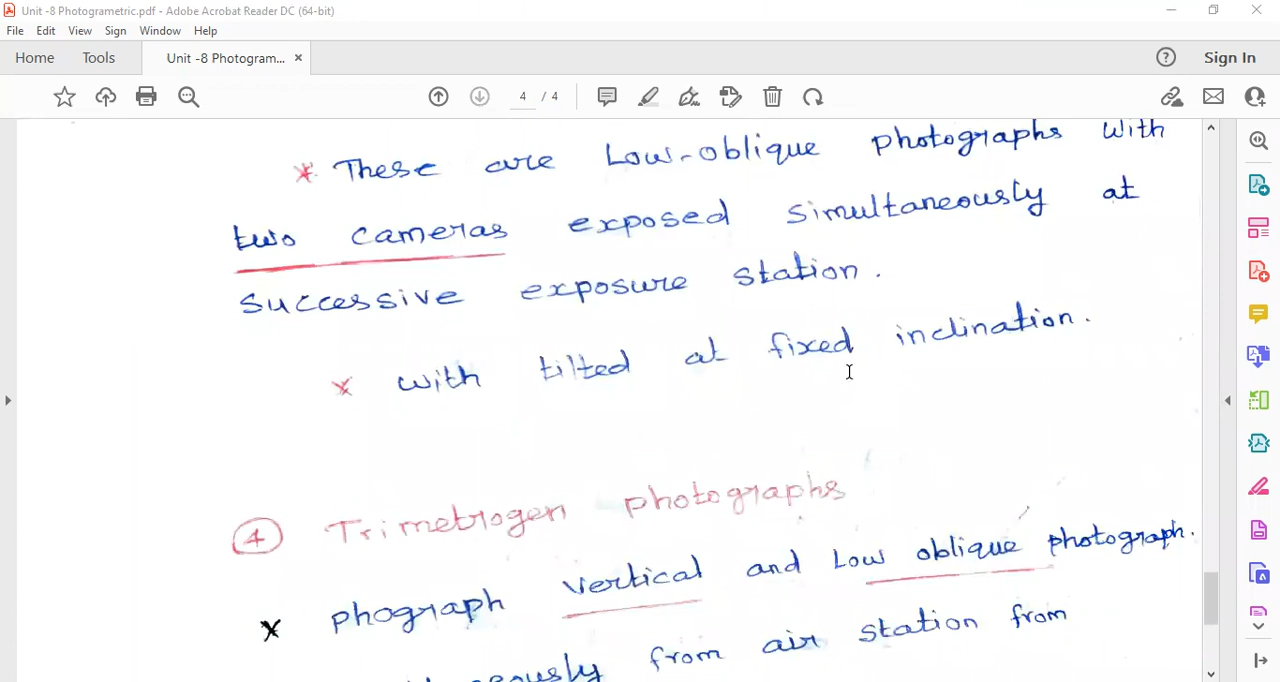 Unit -8 Photogrametric.pdf - Adobe Acrobat Reader DC (64-bit)
File Edit View Sign Window Help
Home Tools Unit -8 Photogram... × Sign In
4 / 4
* These are Low-oblique photographs with
two cameras exposed simultaneously at
successive exposure station.
* with tilted at fixed inclination.
4 Trimetrogen photographs
* phograph vertical and Low oblique photograph.
from air station from